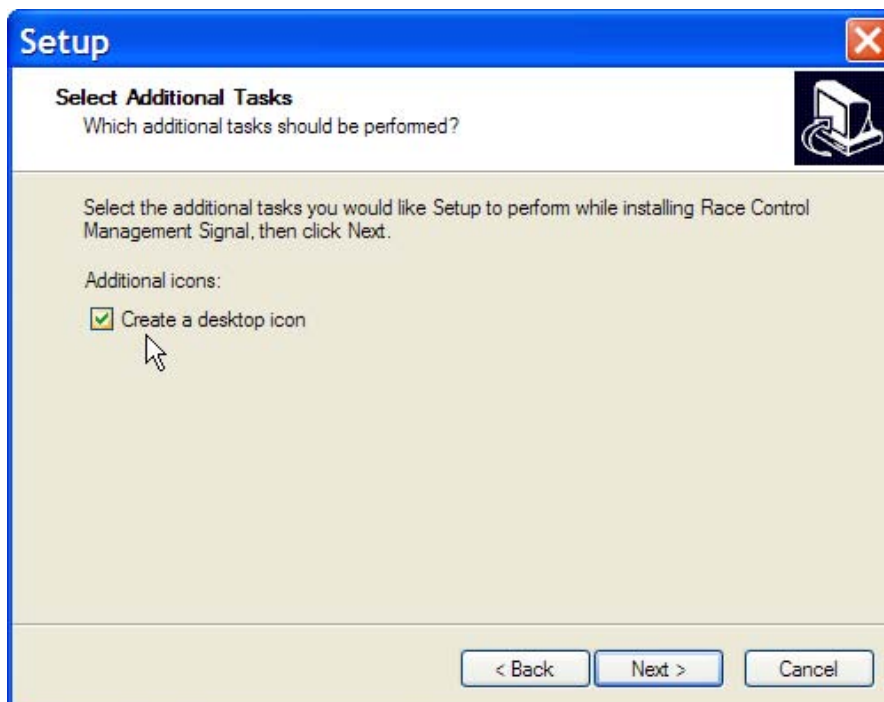 Setup
Select Additional Tasks
Which additional tasks should be performed?
Select the additional tasks you would like Setup to perform while installing Race Control
Management Signal, then click Next.
Additional icons:
Create a desktop icon
< Back
Next >
Cancel